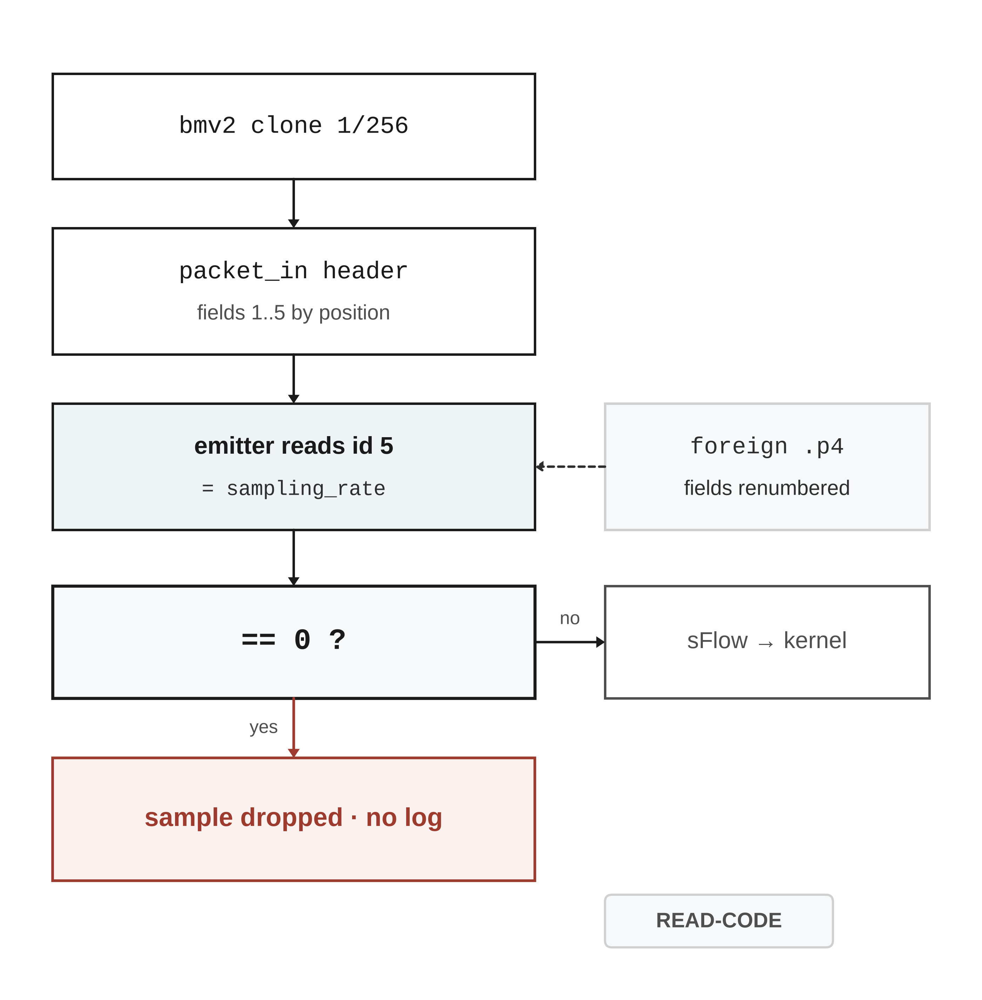 bmv2 clone 1/256
packet_in header
fields 1..5 by position
emitter reads id 5
= sampling_rate
foreign .p4
fields renumbered
== 0 ?
no
sFlow → kernel
yes
sample dropped · no log
READ-CODE